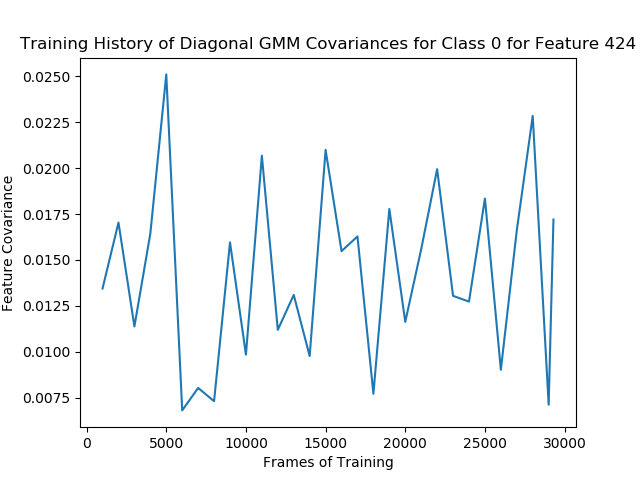 Training History of Diagonal GMM Covariances for Class 0 for Feature 424
0.0250
0.0225
0.0200
0.0175
0.0150
0.0125
0.0100
0.0075
Feature Covariance
0 5000 10000 15000 20000 25000 30000
Frames of Training